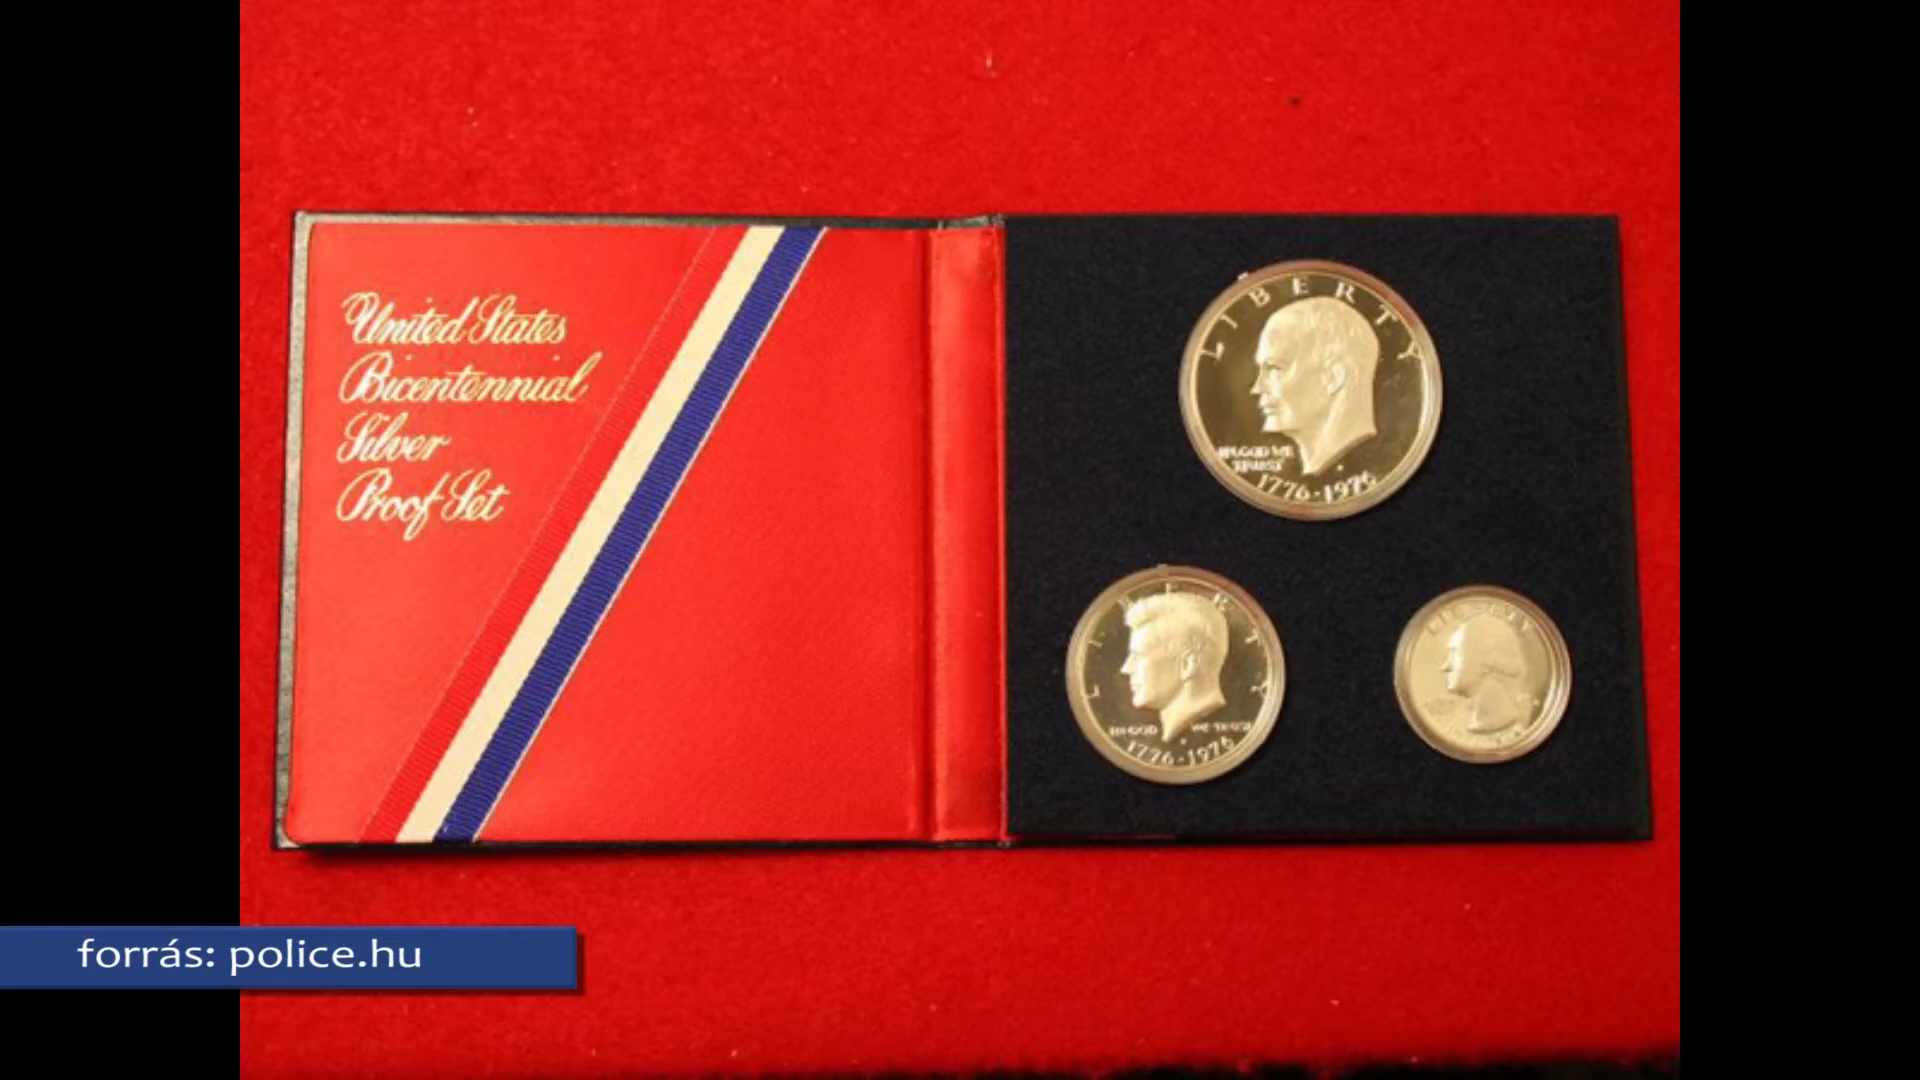 United States
Bicentennial
Silver
Proof Set
LIBERTY
IN GOD WE
TRUST
1776·1976
LIBERTY
IN GOD WE TRUST
1776·1976
LIBERTY
forrás: police.hu